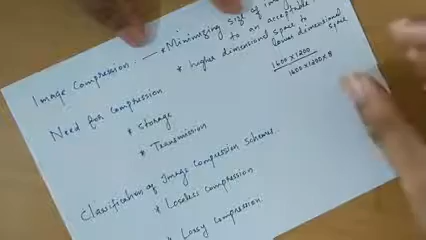 Image Compression. — * Minimizing size of
to an acceptable
* higher dimensional space to
lower dimensional
space
1600×1200
1600×1200×8
Need for compression
* Storage
* Transmission
Classification of Image Compression Schemes.
* Lossless compression
* Lossy compression.